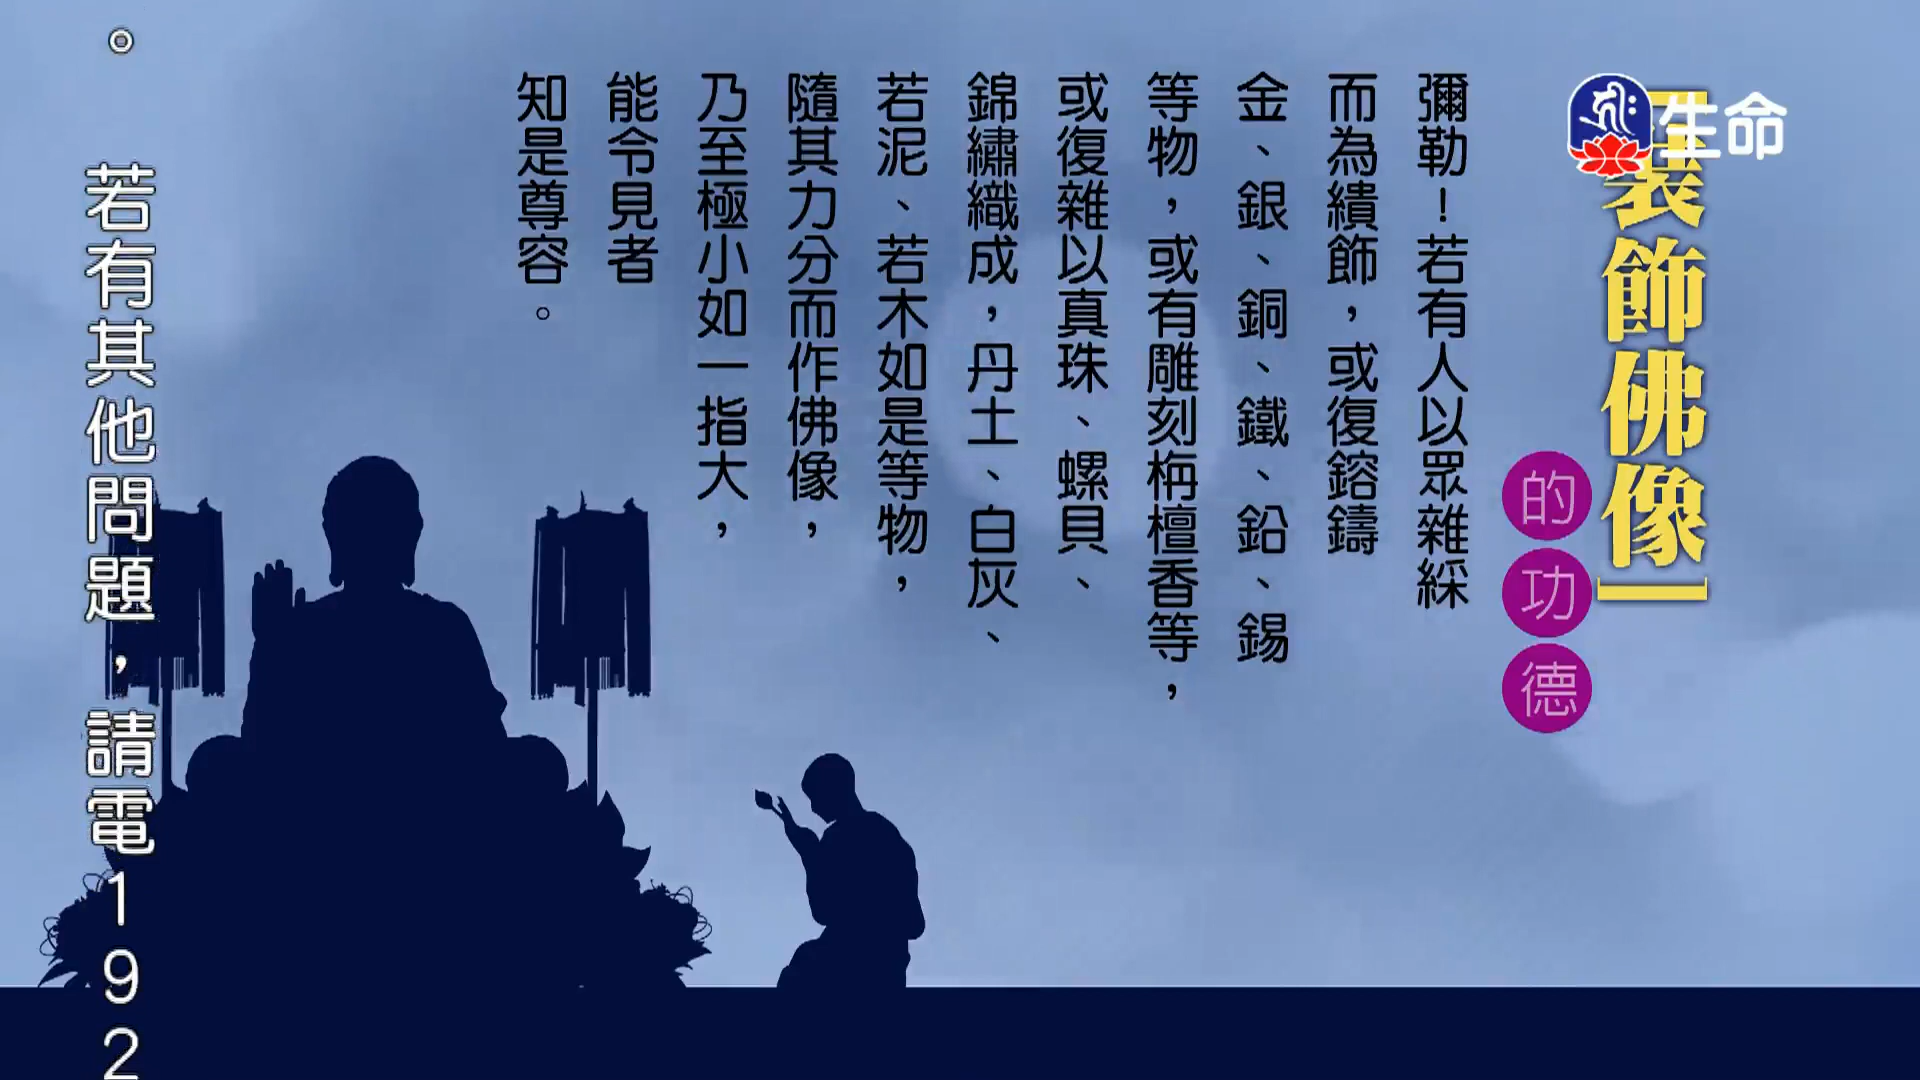 生命
裝飾佛像」
的功德
彌勒！若有人以眾雜綵
而為繢飾，或復鎔鑄
金、銀、銅、鐵、鉛、錫
等物，或有雕刻栴檀香等，
或復雜以真珠、螺貝、
錦繡織成，丹土、白灰、
若泥、若木如是等物，
隨其力分而作佛像，
乃至極小如一指大，
能令見者
知是尊容。
。若有其他問題，請電192